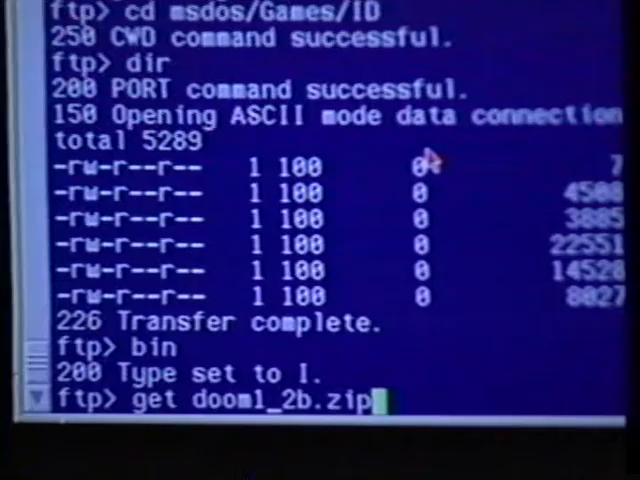 ftp> cd msdos/Games/ID
250 CWD command successful.
ftp> dir
200 PORT command successful.
150 Opening ASCII mode data connection
total 5289
-rw-r--r-- 1 100 0 7
-rw-r--r-- 1 100 0 4508
-rw-r--r-- 1 100 0 3885
-rw-r--r-- 1 100 0 22551
-rw-r--r-- 1 100 0 14520
-rw-r--r-- 1 100 0 8027
226 Transfer complete.
ftp> bin
200 Type set to I.
ftp> get doom1_2b.zip